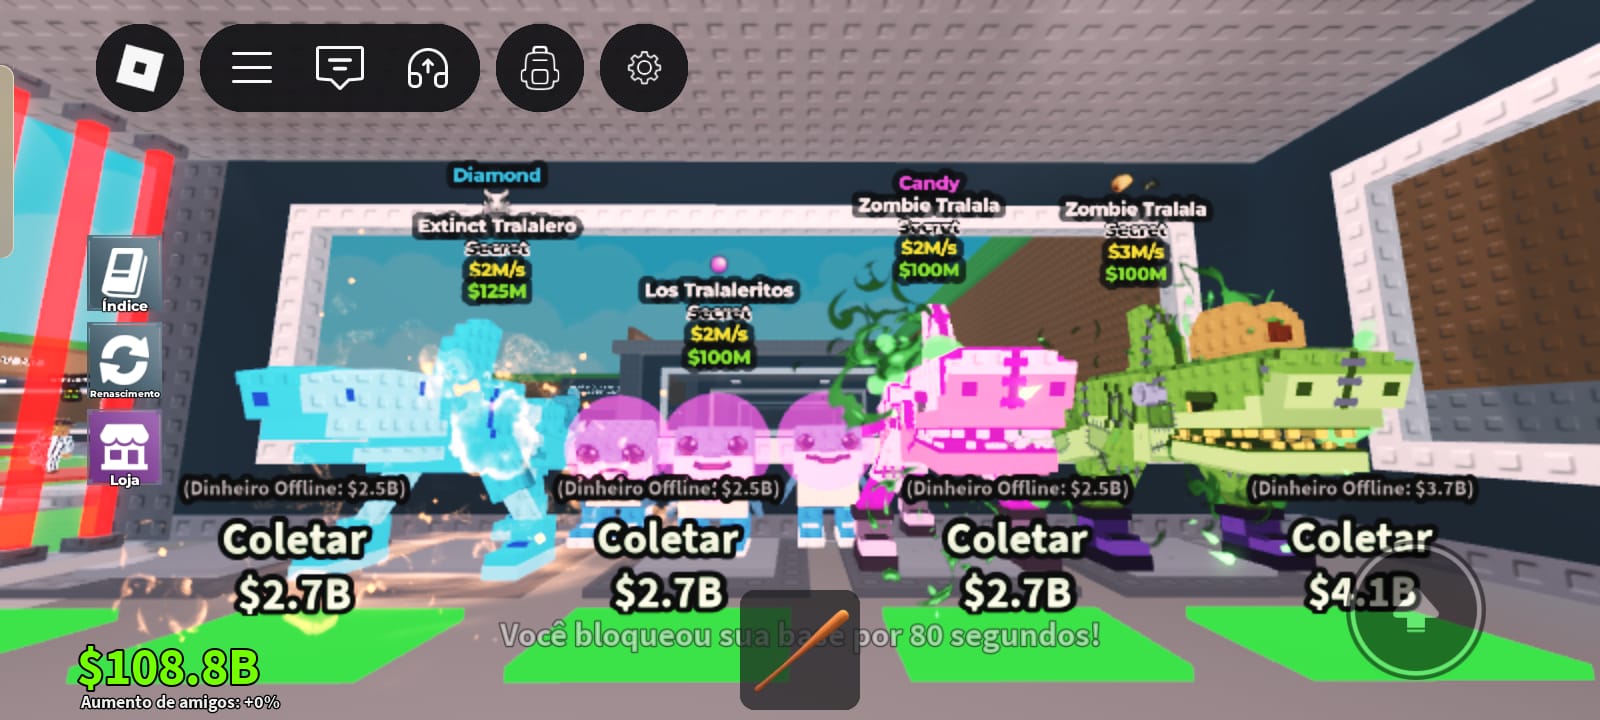 Diamond
Extinct Tralalero
Secret
$2M/s
$125M
Los Tralaleritos
Secret
$2M/s
$100M
Candy
Zombie Tralala
Secret
$2M/s
$100M
Zombie Tralala
Secret
$3M/s
$100M
Índice
Renascimento
Loja
(Dinheiro Offline: $2.5B)
Coletar
$2.7B
(Dinheiro Offline: $2.5B)
Coletar
$2.7B
(Dinheiro Offline: $2.5B)
Coletar
$2.7B
(Dinheiro Offline: $3.7B)
Coletar
$4.1B
Você bloqueou sua base por 80 segundos!
$108.8B
Aumento de amigos: +0%